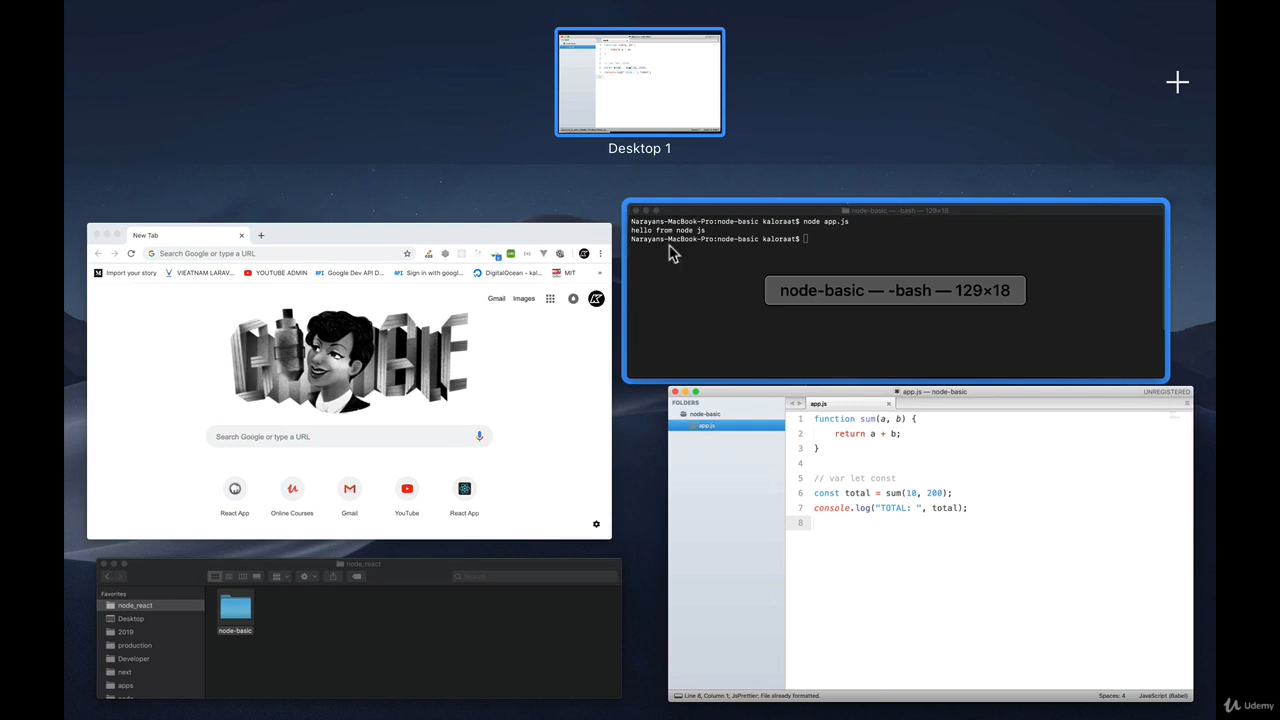 Desktop 1
New Tab
Search Google or type a URL
Import your story
VIEATNAM LARAV...
YOUTUBE ADMIN
Google Dev API D...
Sign in with googl...
DigitalOcean - kal...
MIT
»
Gmail
Images
Search Google or type a URL
React App
Online Courses
Gmail
YouTube
React App
node-basic — -bash — 129×18
Narayans-MacBook-Pro:node-basic kaloraat$ node app.js
hello from node js
Narayans-MacBook-Pro:node-basic kaloraat$
node-basic — -bash — 129×18
app.js — node-basic
UNREGISTERED
FOLDERS
node-basic
app.js
app.js
1 function sum(a, b) {
2 return a + b;
3 }
4
5 // var let const
6 const total = sum(10, 200);
7 console.log("TOTAL: ", total);
8
Line 8, Column 1; JsPrettier: File already formatted.
Spaces: 4
JavaScript (Babel)
node_react
Search
Favorites
node_react
Desktop
2019
production
Developer
next
apps
node-basic
Udemy